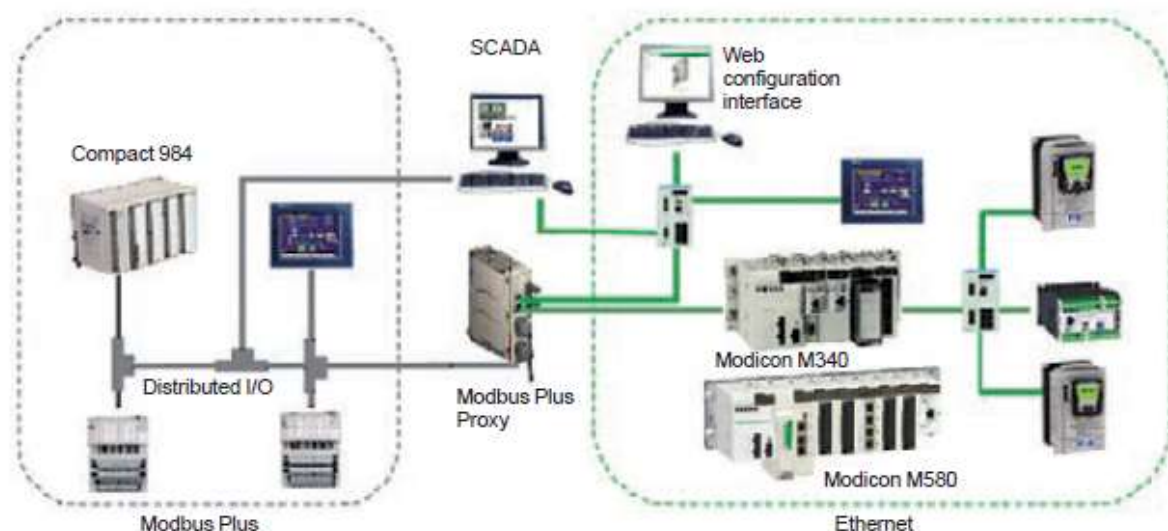 SCADA
Web
configuration
interface
Compact 984
Distributed I/O
Modbus Plus
Proxy
Modicon M340
Modicon M580
Modbus Plus
Ethernet